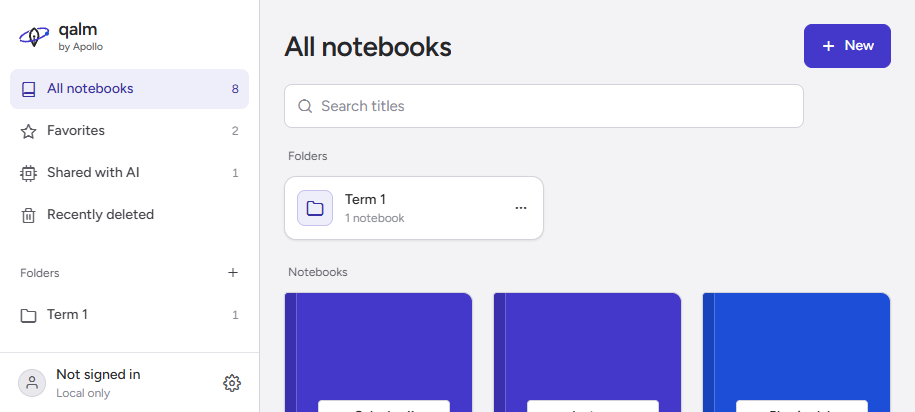 qalm
by Apollo
All notebooks 8
Favorites 2
Shared with AI 1
Recently deleted
Folders
Term 1 1
Not signed in
Local only
All notebooks
New
Search titles
Folders
Term 1
1 notebook
Notebooks